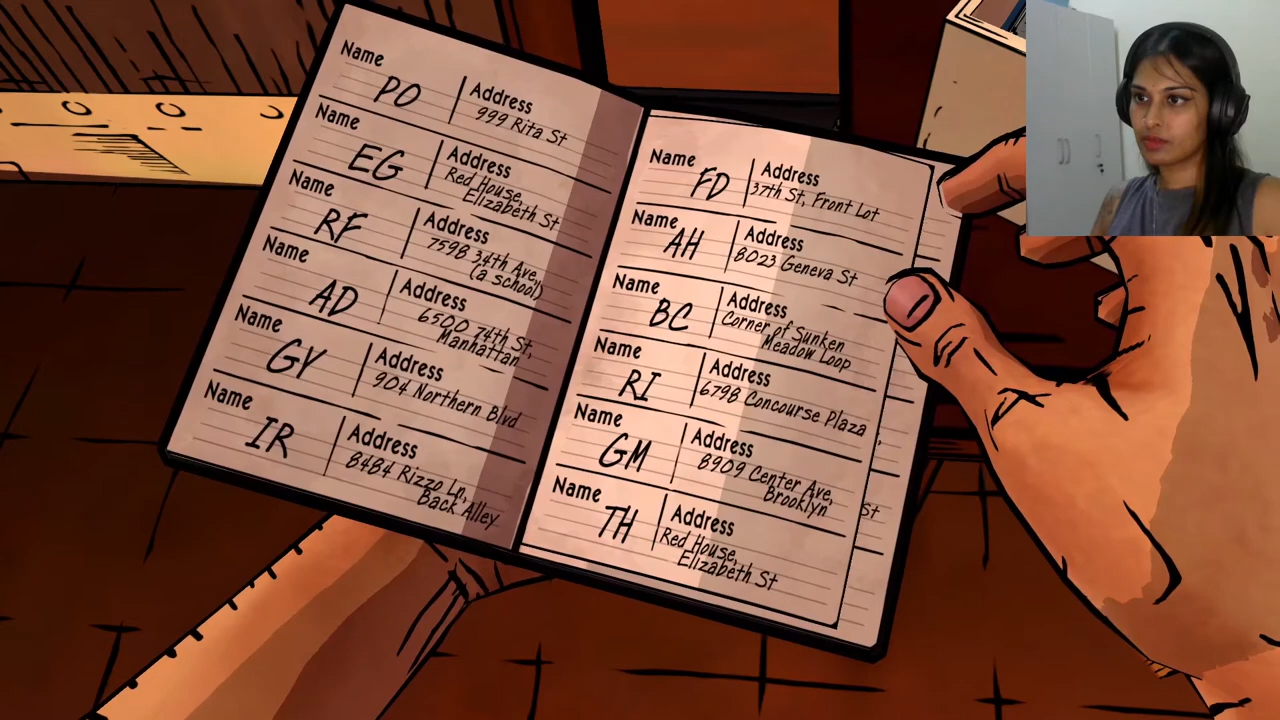 Name
PO
Address
999 Rita St
Name
EG
Address
Red House,
Elizabeth St
Name
RF
Address
7598 34th Ave,
(a school)
Name
AD
Address
6500 74th St,
Manhattan
Name
GY
Address
904 Northern Blvd
Name
IR
Address
8484 Rizzo Ln,
Back Alley
Name
FD
Address
37th St, Front Lot
Name
AH
Address
8023 Geneva St
Name
BC
Address
Corner of Sunken
Meadow Loop
Name
RI
Address
6798 Concourse Plaza
Name
GM
Address
8909 Center Ave,
Brooklyn
Name
TH
Address
Red House,
Elizabeth St
St